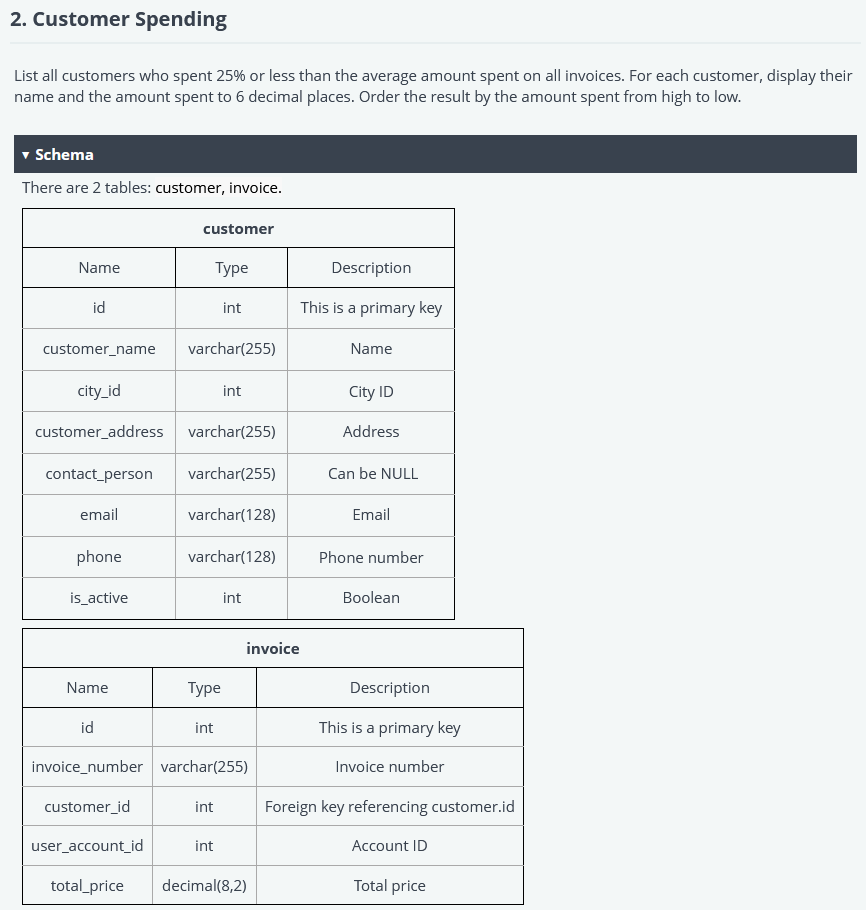 2. Customer Spending
List all customers who spent 25% or less than the average amount spent on all invoices. For each customer, display their
name and the amount spent to 6 decimal places. Order the result by the amount spent from high to low.
▾ Schema
There are 2 tables: customer, invoice.
customer
Name Type Description
id int This is a primary key
customer_name varchar(255) Name
city_id int City ID
customer_address varchar(255) Address
contact_person varchar(255) Can be NULL
email varchar(128) Email
phone varchar(128) Phone number
is_active int Boolean
invoice
Name Type Description
id int This is a primary key
invoice_number varchar(255) Invoice number
customer_id int Foreign key referencing customer.id
user_account_id int Account ID
total_price decimal(8,2) Total price